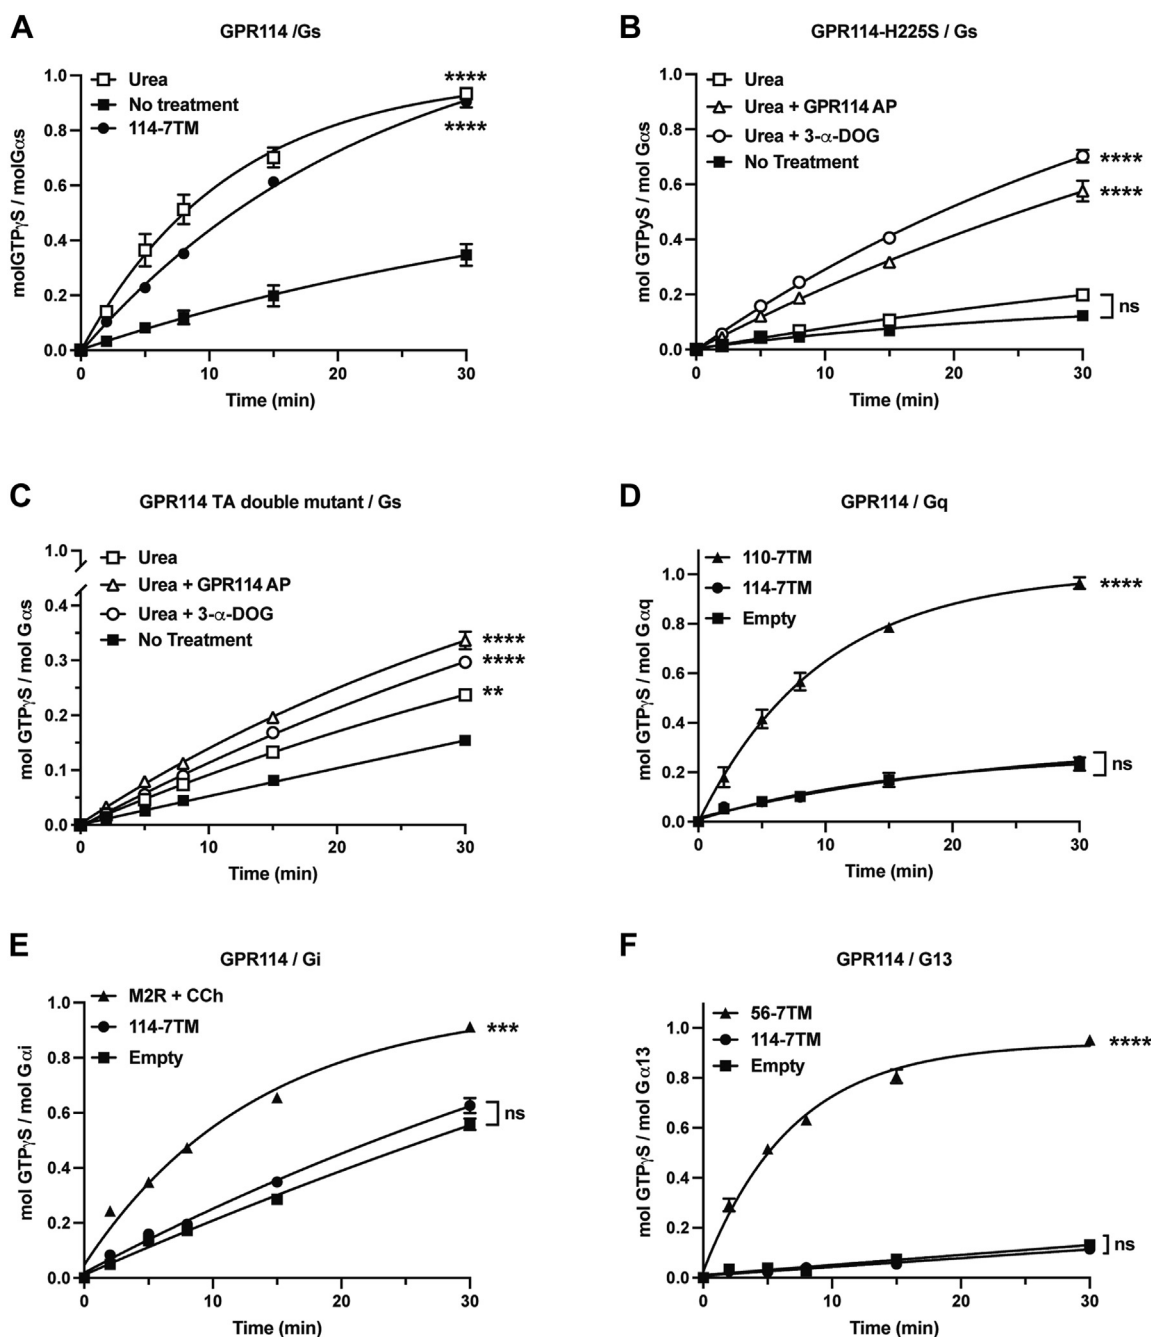 A
GPR114 /Gs
molGTPγS / molGαs
1.0
0.8
0.6
0.4
0.2
0.0
Urea
No treatment
114-7TM
****
****
0
10
20
30
Time (min)
B
GPR114-H225S / Gs
mol GTPyS / mol Gαs
1.0
0.8
0.6
0.4
0.2
0.0
Urea
Urea + GPR114 AP
Urea + 3-α-DOG
No Treatment
****
****
ns
0
10
20
30
Time (min)
C
GPR114 TA double mutant / Gs
mol GTPγS / mol Gαs
1.0
0.4
0.3
0.2
0.1
0.0
Urea
Urea + GPR114 AP
Urea + 3-α-DOG
No Treatment
****
****
**
0
10
20
30
Time (min)
D
GPR114 / Gq
mol GTPγS / mol Gαq
1.0
0.8
0.6
0.4
0.2
0.0
110-7TM
114-7TM
Empty
****
ns
0
10
20
30
Time (min)
E
GPR114 / Gi
mol GTPγS / mol Gαi
1.0
0.8
0.6
0.4
0.2
0.0
M2R + CCh
114-7TM
Empty
***
ns
0
10
20
30
Time (min)
F
GPR114 / G13
mol GTPγS / mol Gα13
1.0
0.8
0.6
0.4
0.2
0.0
56-7TM
114-7TM
Empty
****
ns
0
10
20
30
Time (min)